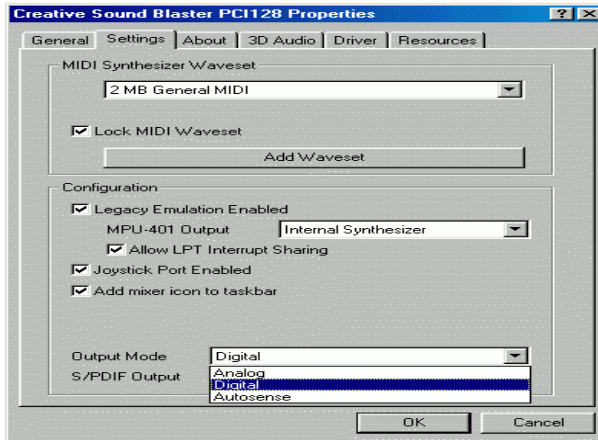 Creative Sound Blaster PCI128 Properties
General Settings About 3D Audio Driver Resources
MIDI Synthesizer Waveset
2 MB General MIDI
Lock MIDI Waveset
Add Waveset
Configuration
Legacy Emulation Enabled
MPU-401 Output Internal Synthesizer
Allow LPT Interrupt Sharing
Joystick Port Enabled
Add mixer icon to taskbar
Output Mode Digital
Analog
S/PDIF Output Digital
Autosense
OK Cancel